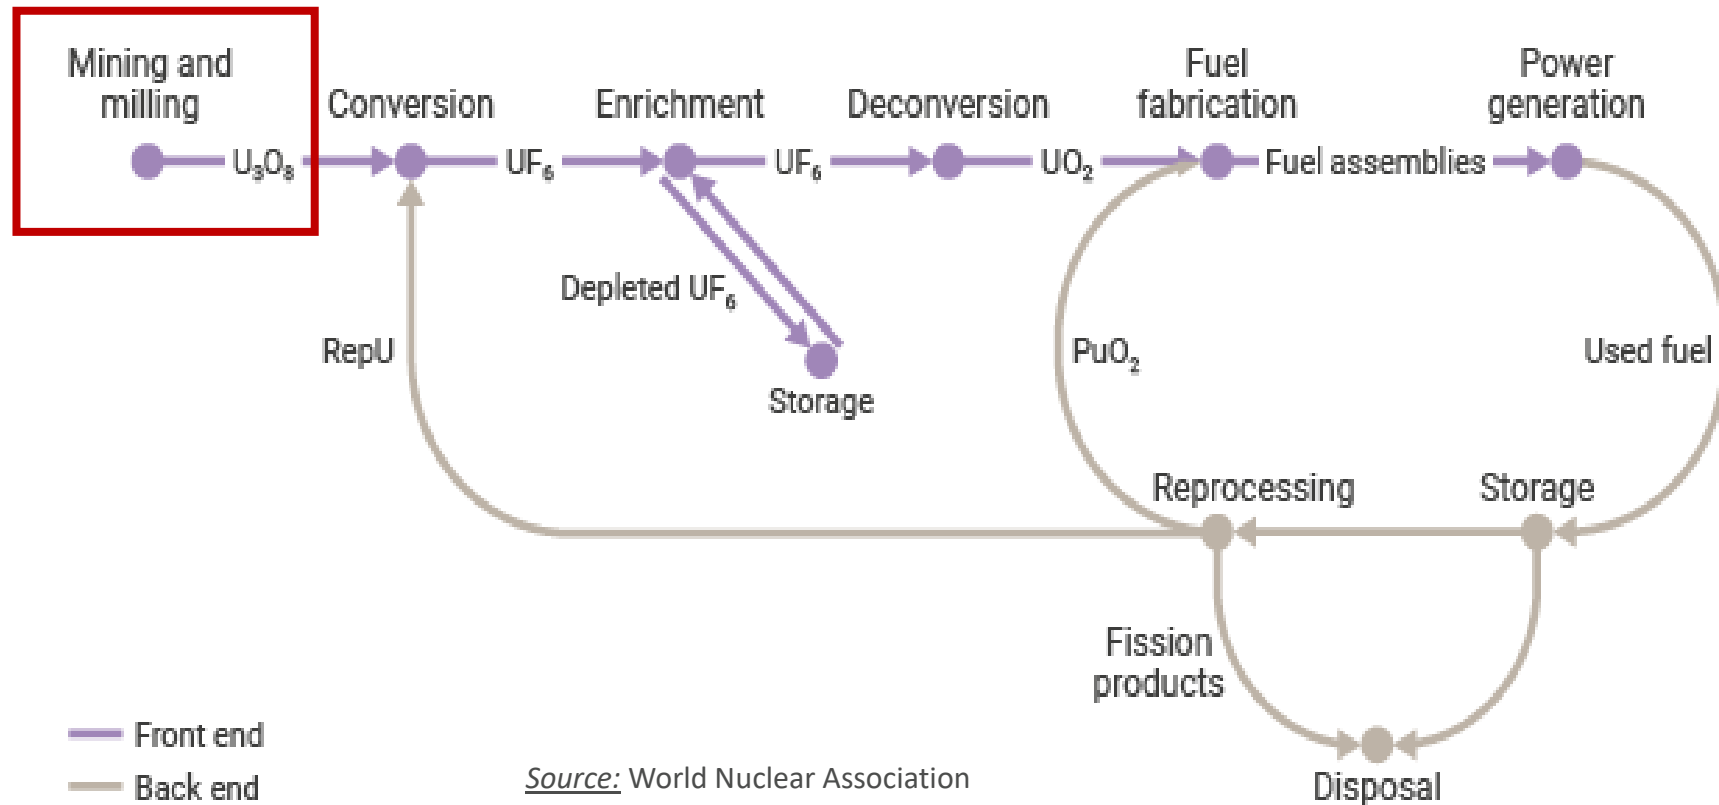 Mining and
milling
Conversion
Enrichment
Deconversion
Fuel
fabrication
Power
generation
U₃O₈
UF₆
UF₆
UO₂
Fuel assemblies
Depleted UF₆
Storage
RepU
PuO₂
Used fuel
Reprocessing
Storage
Fission
products
Disposal
Front end
Back end
Source: World Nuclear Association